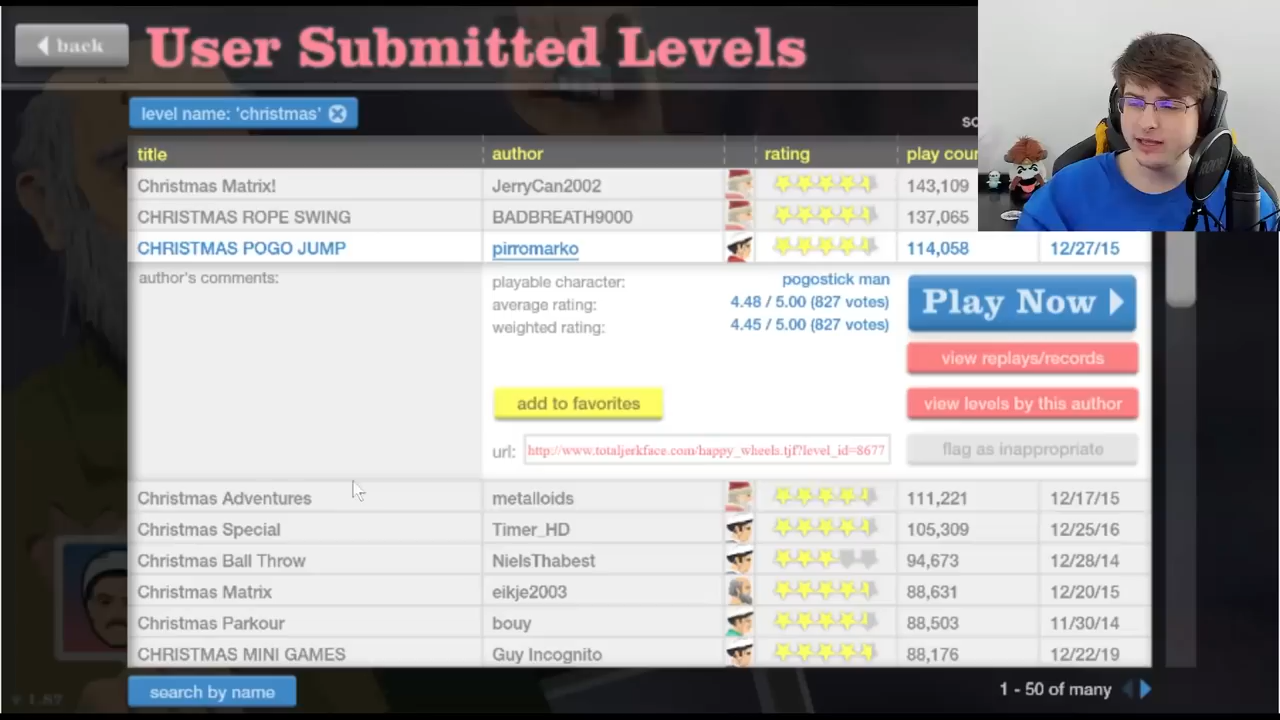 back
User Submitted Levels
level name: 'christmas'
title author rating play coun
Christmas Matrix! JerryCan2002 143,109
CHRISTMAS ROPE SWING BADBREATH9000 137,065
CHRISTMAS POGO JUMP pirromarko 114,058 12/27/15
author's comments:
playable character: pogostick man
average rating: 4.48 / 5.00 (827 votes)
weighted rating: 4.45 / 5.00 (827 votes)
Play Now
view replays/records
add to favorites
view levels by this author
url: http://www.totaljerkface.com/happy_wheels.tjf?level_id=8677
flag as inappropriate
Christmas Adventures metalloids 111,221 12/17/15
Christmas Special Timer_HD 105,309 12/25/16
Christmas Ball Throw NielsThabest 94,673 12/28/14
Christmas Matrix eikje2003 88,631 12/20/15
Christmas Parkour bouy 88,503 11/30/14
CHRISTMAS MINI GAMES Guy Incognito 88,176 12/22/19
search by name
1 - 50 of many